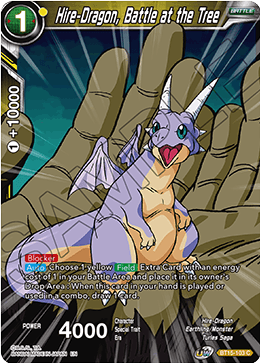 1
Hire-Dragon, Battle at the Tree
BATTLE
1 +10000
Blocker
Auto: Choose 1 yellow Field Extra Card with an energy
cost of 1 in your Battle Area and place it in its owner's
Drop Area: When this card in your hand is played or
used in a combo, draw 1 card.
POWER 4000
Character Hire-Dragon
Special Trait Earthling/Monster
Era Turles Saga
BT15-103 C